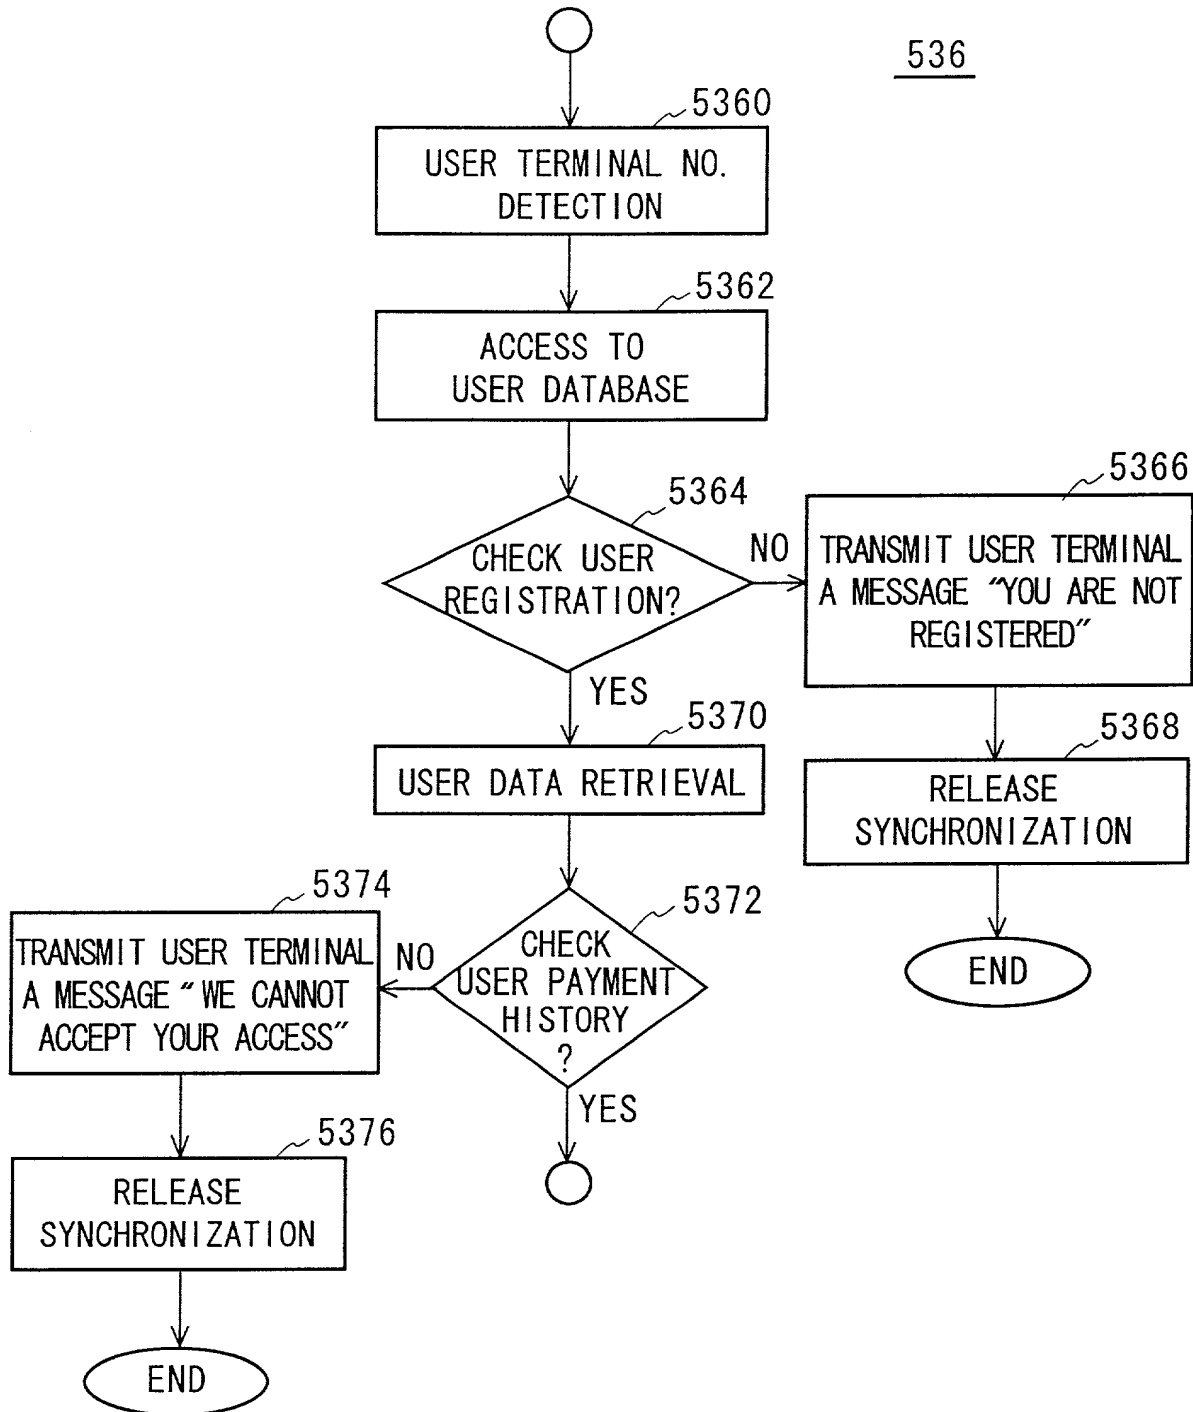 536
5360
USER TERMINAL NO.
DETECTION
5362
ACCESS TO
USER DATABASE
5364
CHECK USER
REGISTRATION?
NO
YES
5366
TRANSMIT USER TERMINAL
A MESSAGE "YOU ARE NOT
REGISTERED"
5368
RELEASE
SYNCHRONIZATION
END
5370
USER DATA RETRIEVAL
5372
CHECK
USER PAYMENT
HISTORY
?
NO
YES
5374
TRANSMIT USER TERMINAL
A MESSAGE "WE CANNOT
ACCEPT YOUR ACCESS"
5376
RELEASE
SYNCHRONIZATION
END